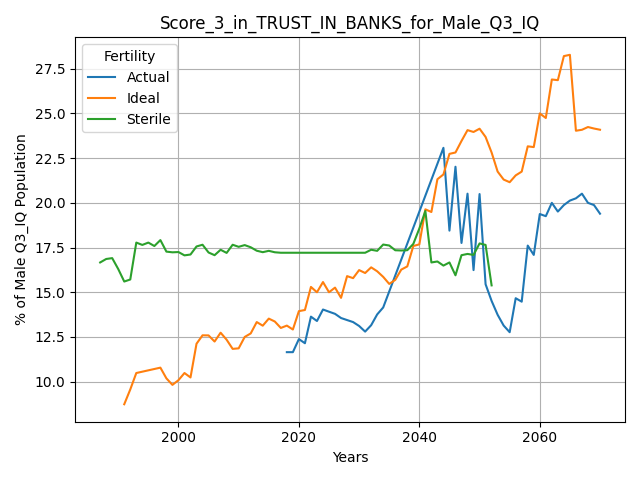 Score_3_in_TRUST_IN_BANKS_for_Male_Q3_IQ
Fertility
Actual
Ideal
Sterile
% of Male Q3_IQ Population
27.5
25.0
22.5
20.0
17.5
15.0
12.5
10.0
2000
2020
2040
2060
Years